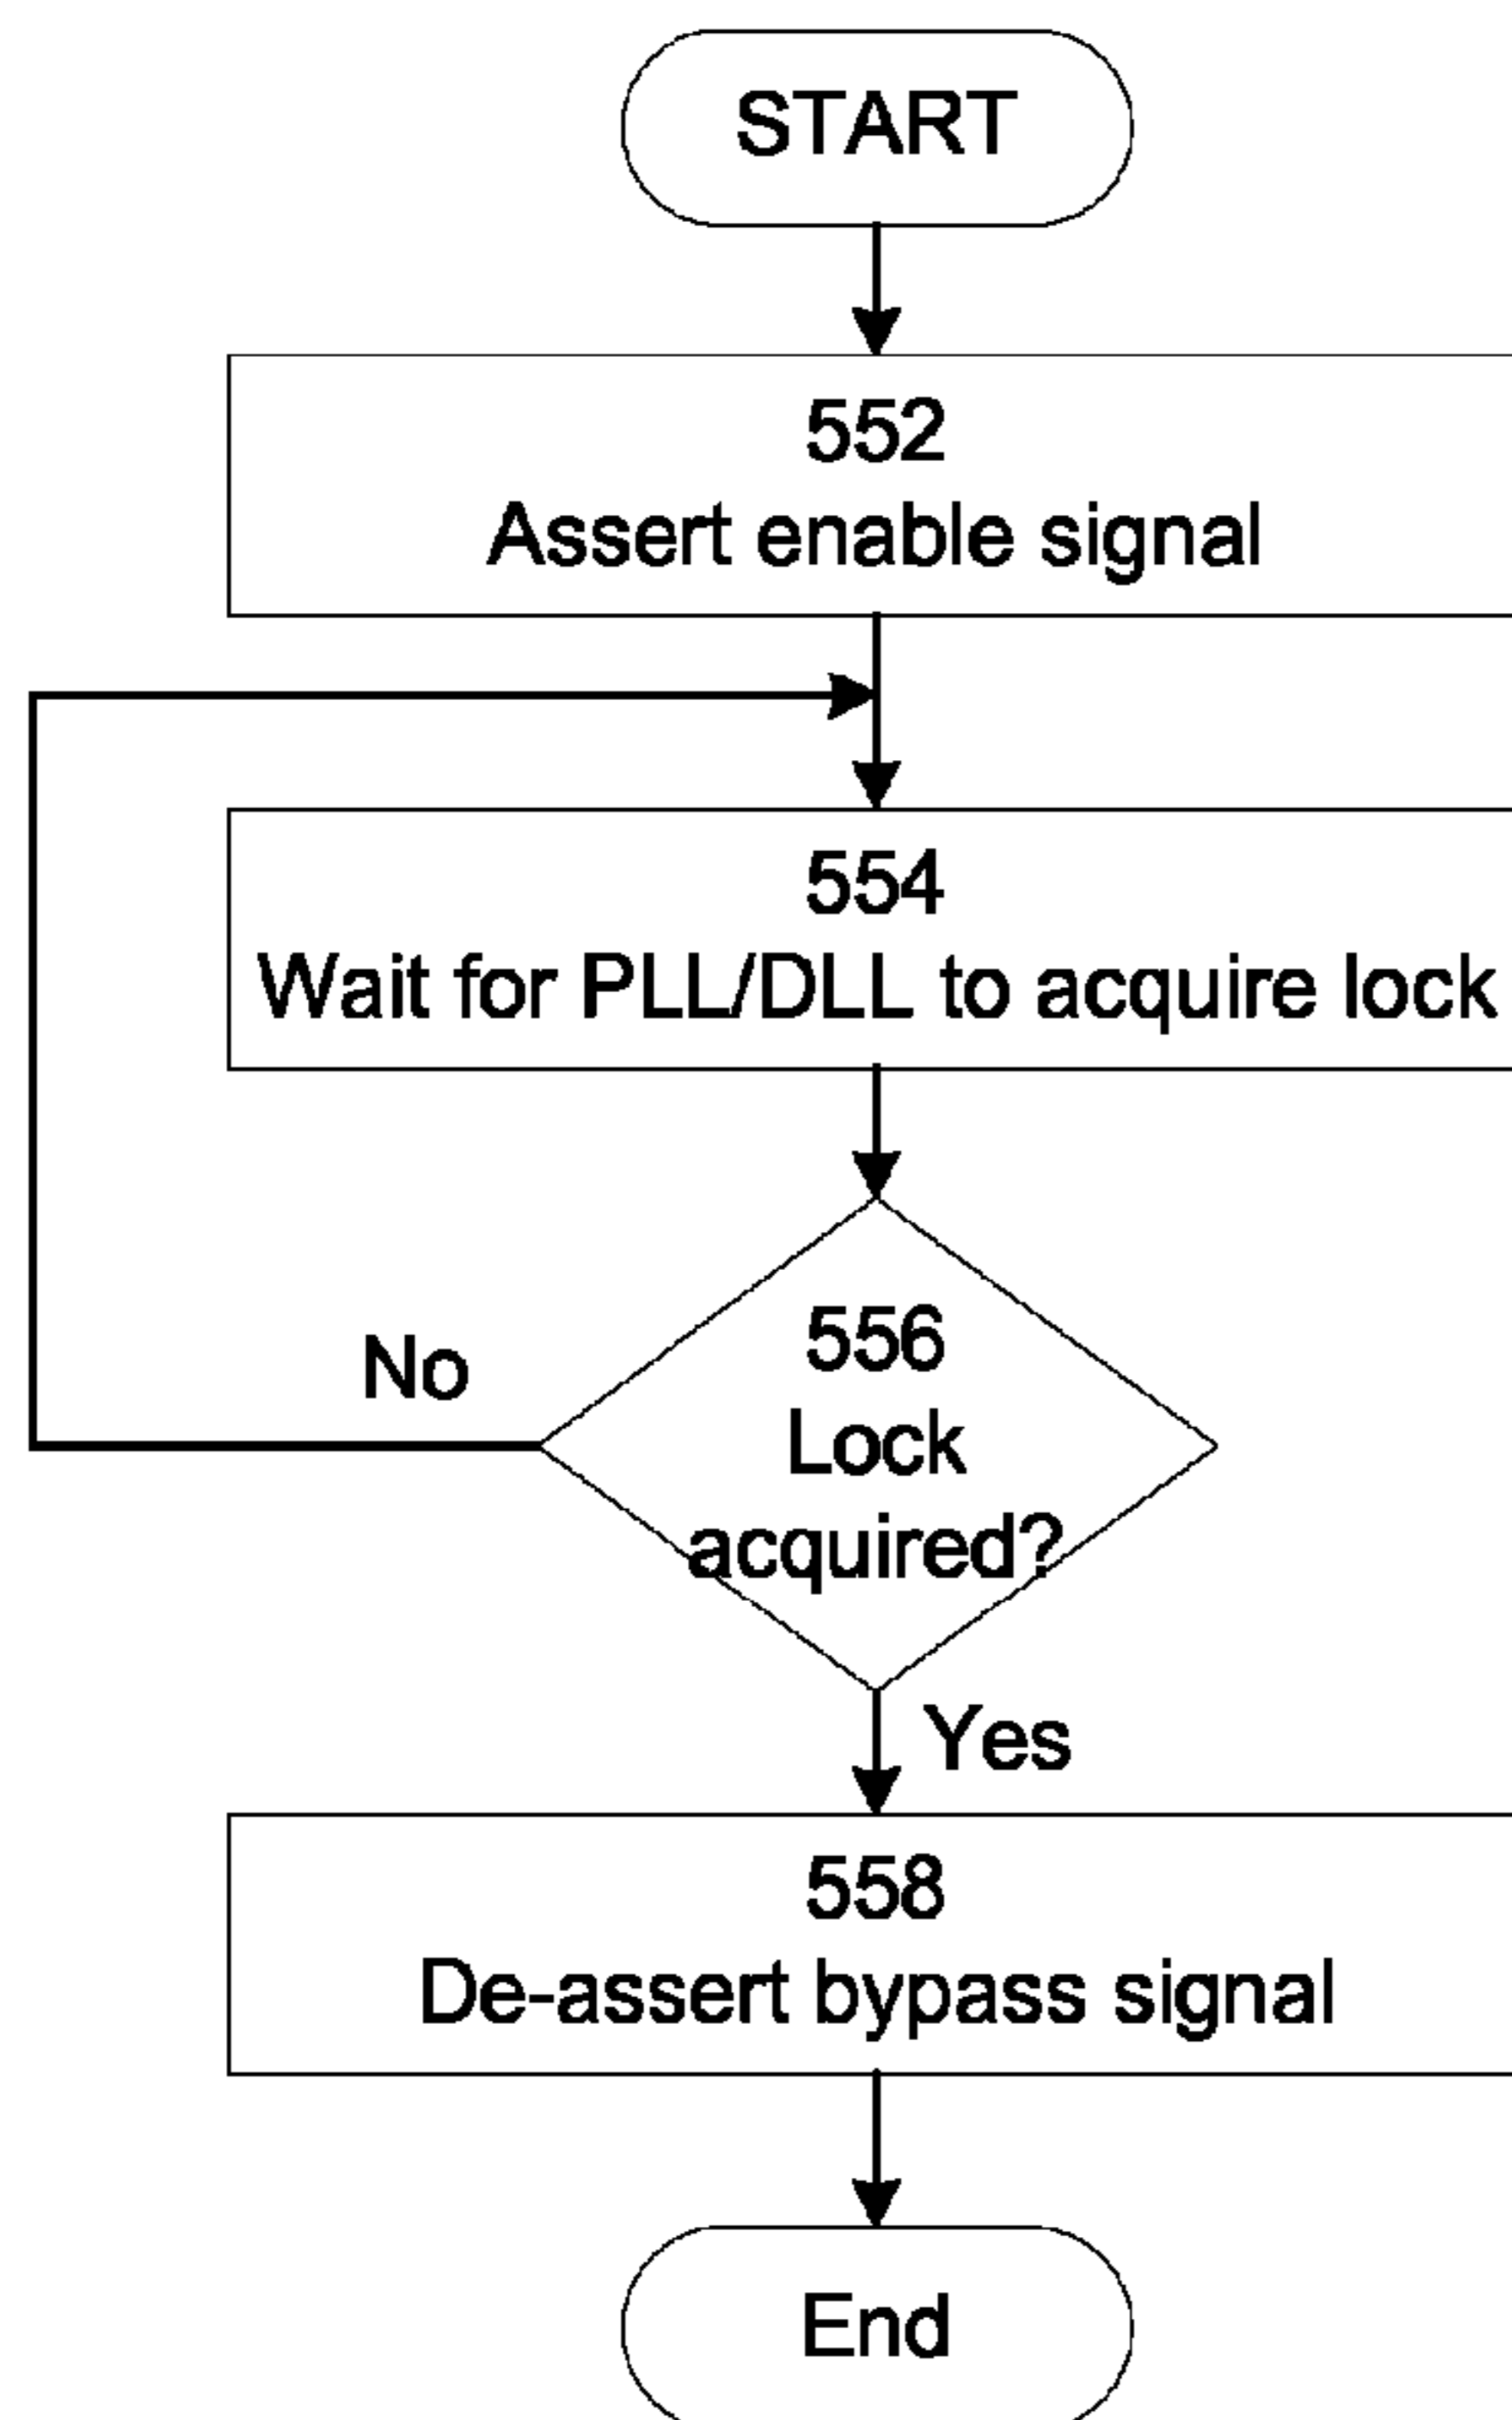 START
552
Assert enable signal
554
Wait for PLL/DLL to acquire lock
556
Lock
acquired?
No
Yes
558
De-assert bypass signal
End